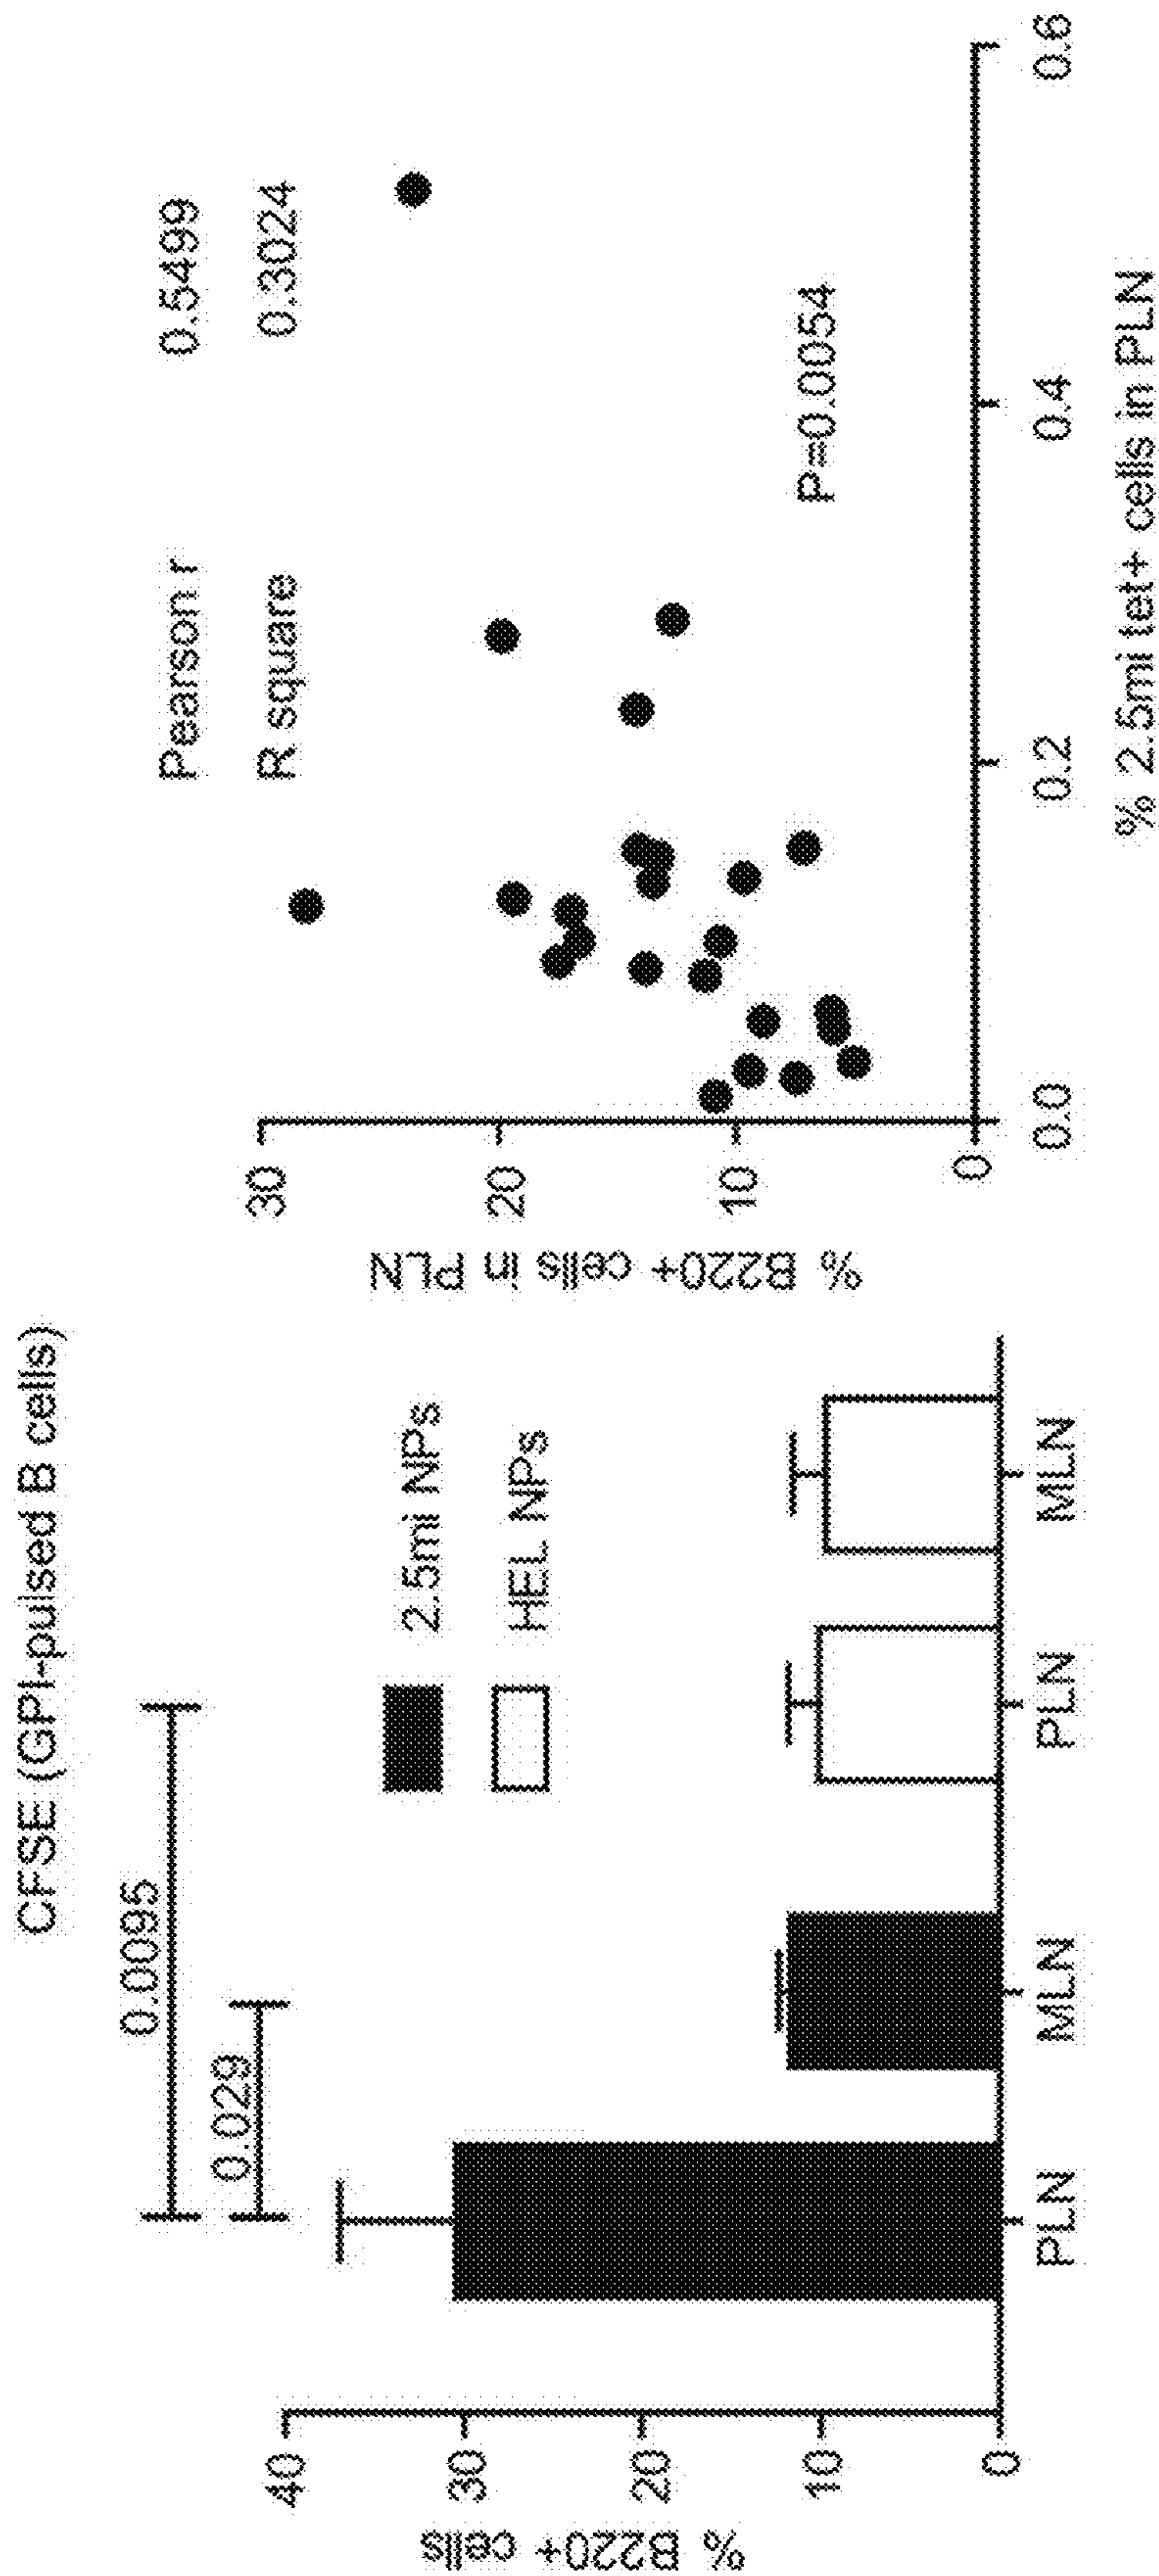 CFSE (GPI-pulsed B cells)
0.0095
0.029
40
30
20
10
0
% B220+ cells
2.5mi NPs
HEL NPs
PLN
MLN
PLN
MLN
Pearson r 0.5499
R square 0.3024
30
20
10
0
% B220+ cells in PLN
P=0.0054
0.0
0.2
0.4
0.6
% 2.5mi tet+ cells in PLN